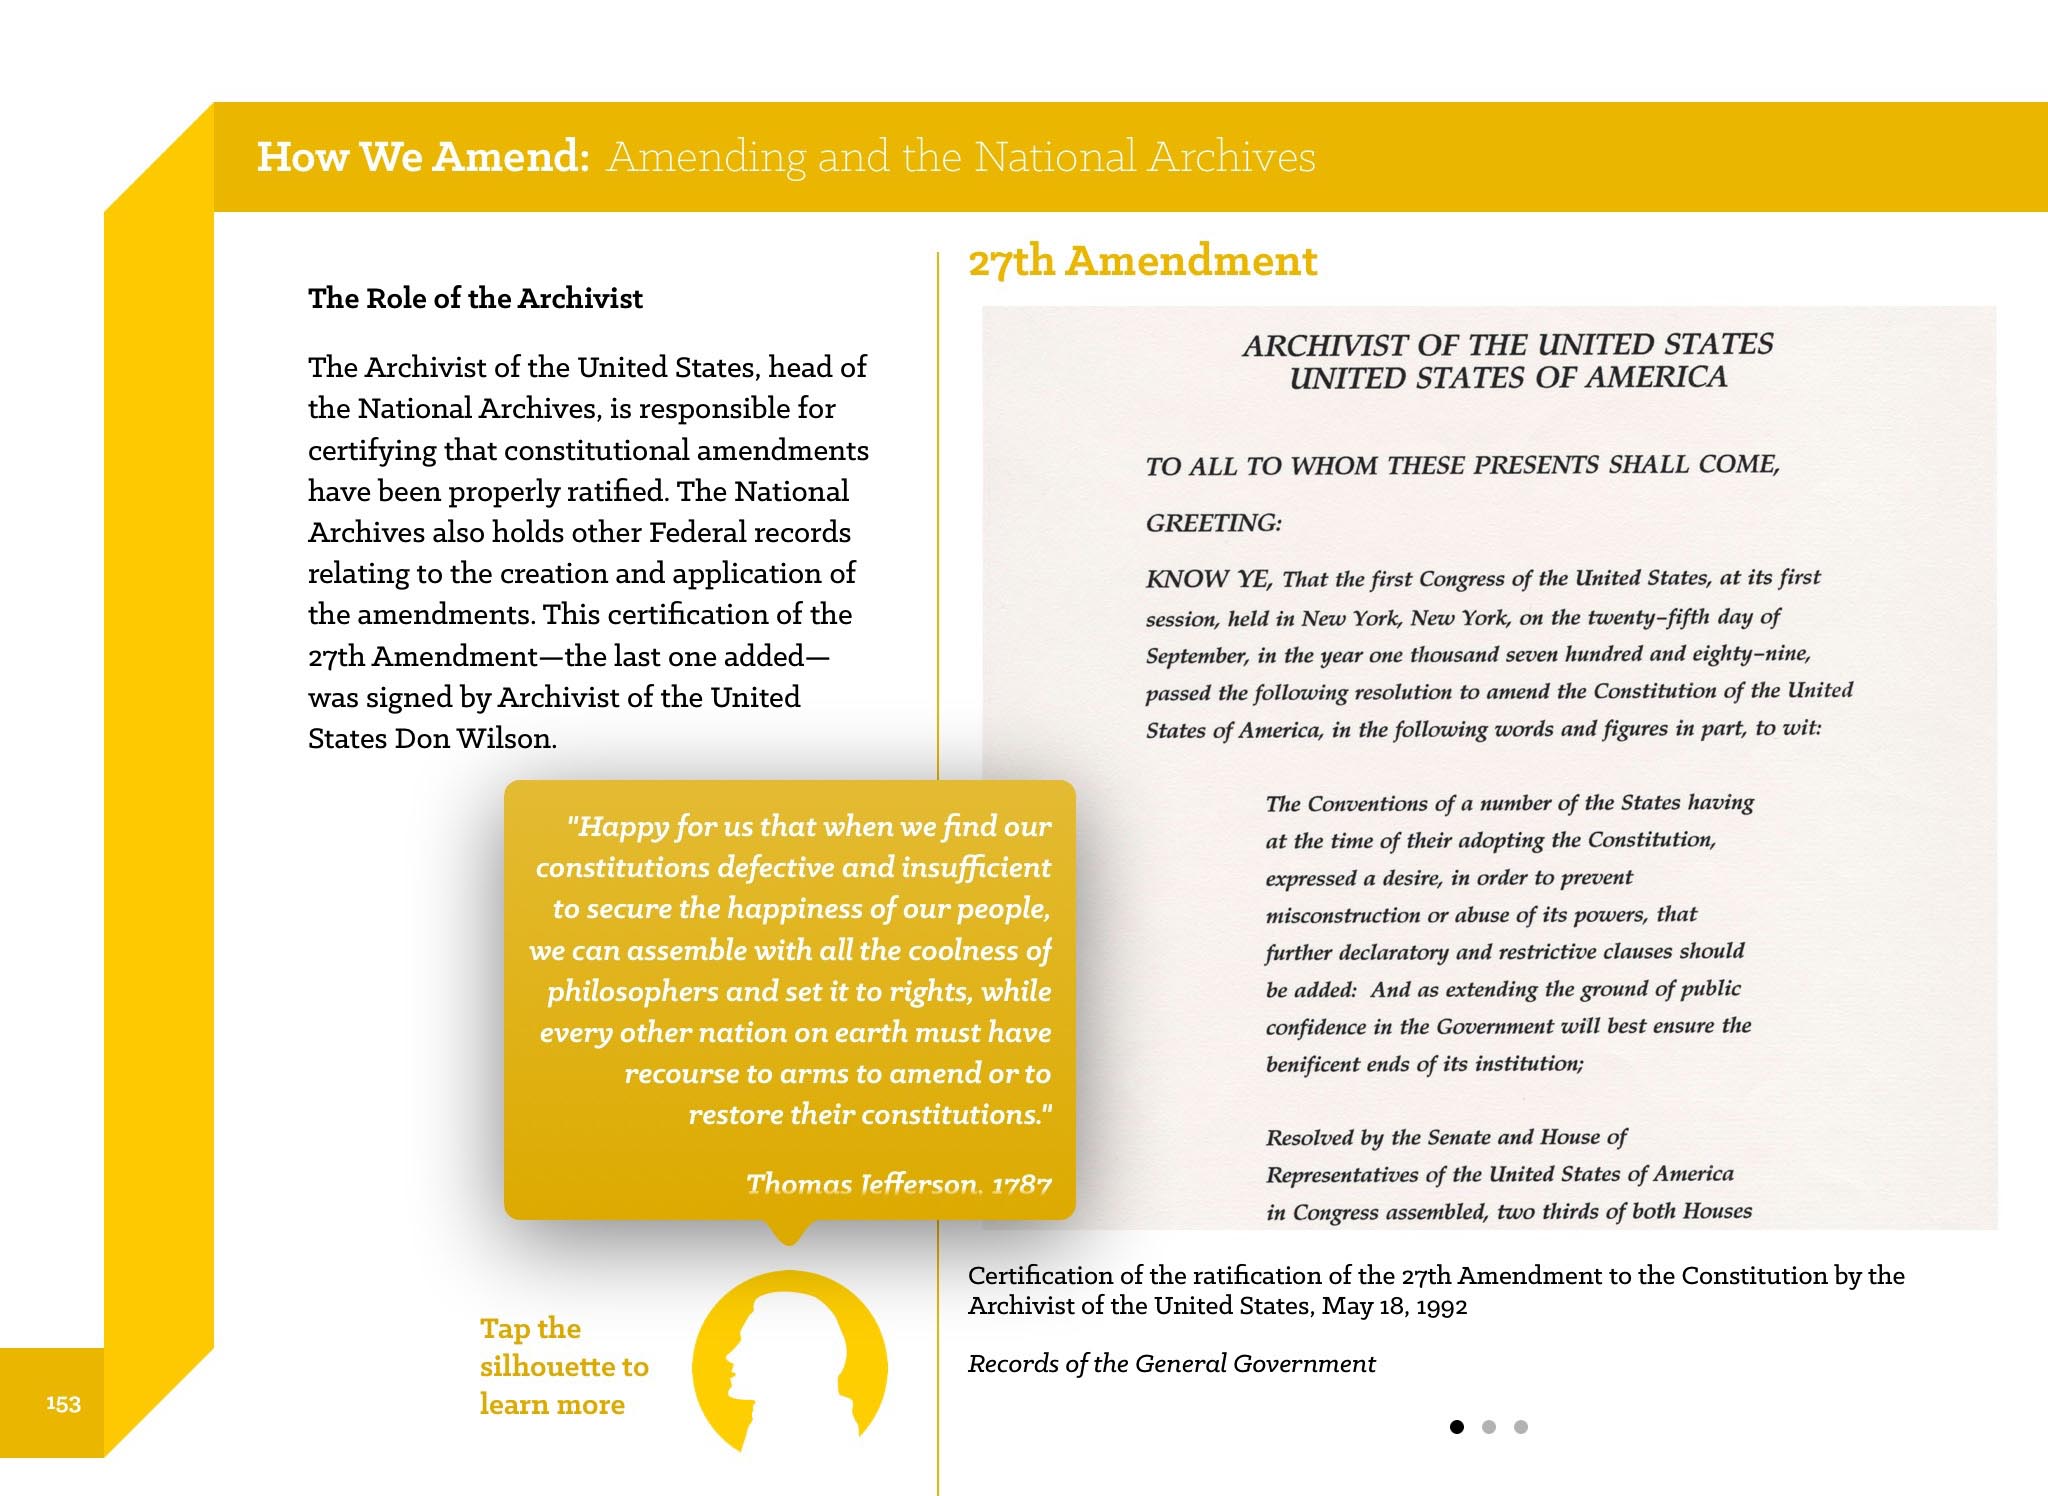 How We Amend: Amending and the National Archives
The Role of the Archivist
The Archivist of the United States, head of
the National Archives, is responsible for
certifying that constitutional amendments
have been properly ratified. The National
Archives also holds other Federal records
relating to the creation and application of
the amendments. This certification of the
27th Amendment—the last one added—
was signed by Archivist of the United
States Don Wilson.
"Happy for us that when we find our
constitutions defective and insufficient
to secure the happiness of our people,
we can assemble with all the coolness of
philosophers and set it to rights, while
every other nation on earth must have
recourse to arms to amend or to
restore their constitutions."
Thomas Jefferson, 1787
Tap the
silhouette to
learn more
27th Amendment
ARCHIVIST OF THE UNITED STATES
UNITED STATES OF AMERICA
TO ALL TO WHOM THESE PRESENTS SHALL COME,
GREETING:
KNOW YE, That the first Congress of the United States, at its first
session, held in New York, New York, on the twenty-fifth day of
September, in the year one thousand seven hundred and eighty-nine,
passed the following resolution to amend the Constitution of the United
States of America, in the following words and figures in part, to wit:
The Conventions of a number of the States having
at the time of their adopting the Constitution,
expressed a desire, in order to prevent
misconstruction or abuse of its powers, that
further declaratory and restrictive clauses should
be added: And as extending the ground of public
confidence in the Government will best ensure the
benificent ends of its institution;
Resolved by the Senate and House of
Representatives of the United States of America
in Congress assembled, two thirds of both Houses
Certification of the ratification of the 27th Amendment to the Constitution by the
Archivist of the United States, May 18, 1992
Records of the General Government
153